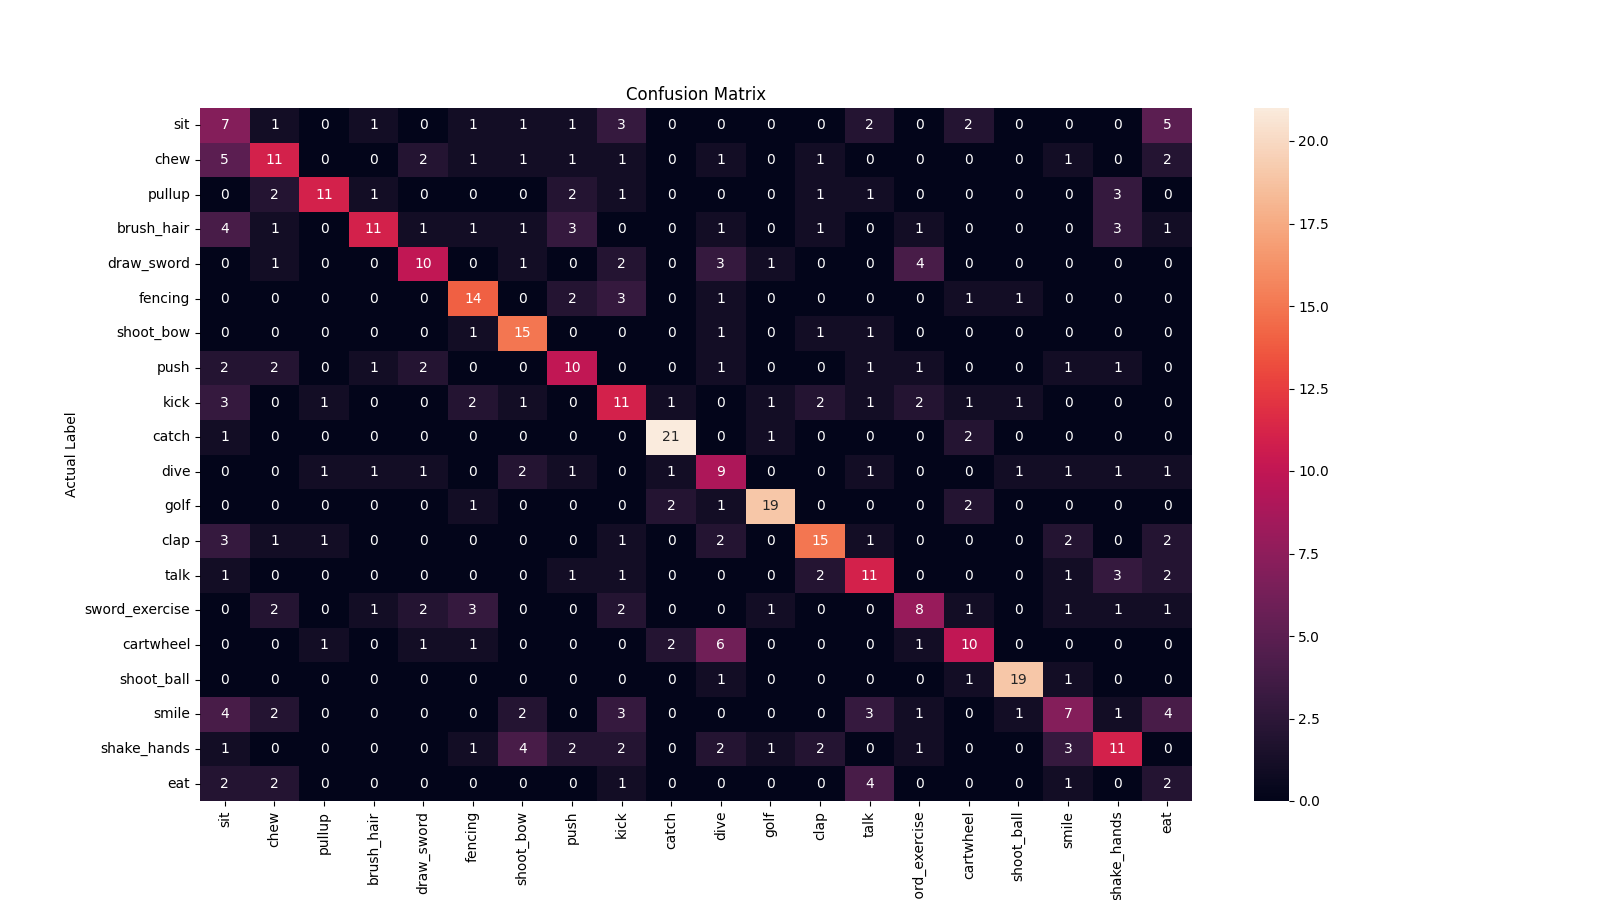 Confusion Matrix
Actual Label
sit 7 1 0 1 0 1 1 1 3 0 0 0 0 2 2 0 0 0 5
chew 5 11 0 0 2 1 1 1 1 0 1 0 1 0 0 0 1 0 2
pullup 0 2 11 1 0 0 0 2 1 0 0 0 1 1 0 0 0 0 3 0
brush_hair 4 1 0 11 1 1 1 3 0 0 1 0 1 0 1 0 0 0 3 1
draw_sword 0 1 0 0 10 0 1 0 2 0 3 1 0 0 4 0 0 0 0 0
fencing 0 0 0 0 0 14 0 2 3 0 1 0 0 0 0 1 1 0 0 0
shoot_bow 0 0 0 0 0 1 15 0 0 0 1 0 1 1 0 0 0 0 0 0
push 2 2 0 1 2 0 0 10 0 0 1 0 0 1 1 0 0 1 1 0
kick 3 0 1 0 0 2 1 0 11 1 0 1 2 1 2 1 1 0 0 0
catch 1 0 0 0 0 0 0 0 0 21 0 1 0 0 0 2 0 0 0 0
dive 0 0 1 1 1 0 2 1 0 1 9 0 0 1 0 0 1 1 1 1
golf 0 0 0 0 0 1 0 0 0 2 1 19 0 0 0 2 0 0 0 0
clap 3 1 1 0 0 0 0 0 1 0 2 0 15 1 0 0 0 2 0 2
talk 1 0 0 0 0 0 0 1 1 0 0 0 2 11 0 0 0 1 3 2
sword_exercise 0 2 0 1 2 3 0 0 2 0 0 1 0 0 8 1 0 1 1 1
cartwheel 0 0 1 0 1 1 0 0 0 2 6 0 0 0 1 10 0 0 0 0
shoot_ball 0 0 0 0 0 0 0 0 0 0 1 0 0 0 0 1 19 1 0 0
smile 4 2 0 0 0 0 2 0 3 0 0 0 0 3 1 0 1 7 1 4
shake_hands 1 0 0 0 0 1 4 2 2 0 2 1 2 0 1 0 0 3 11 0
eat 2 2 0 0 0 0 0 0 1 0 0 0 0 4 0 0 0 1 0 2
sit chew pullup brush_hair draw_sword fencing shoot_bow push kick catch dive golf clap talk ord_exercise cartwheel shoot_ball smile shake_hands eat
20.0
17.5
15.0
12.5
10.0
7.5
5.0
2.5
0.0